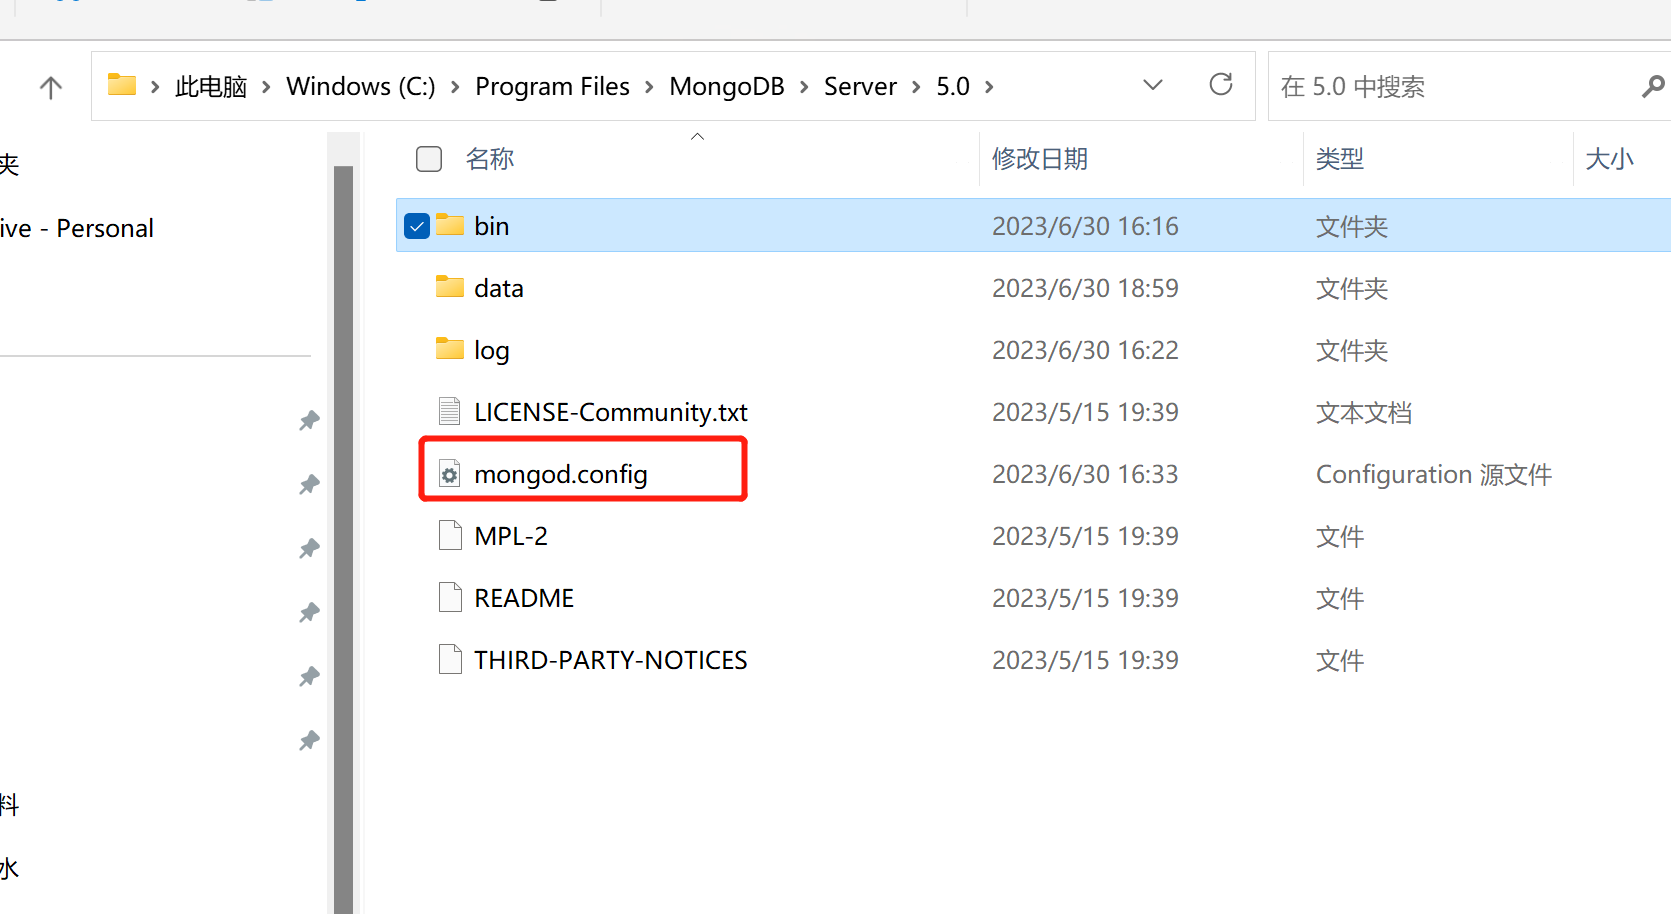 此电脑 > Windows (C:) > Program Files > MongoDB > Server > 5.0 >
在 5.0 中搜索
夹
ive - Personal
料
水
名称 修改日期 类型 大小
bin 2023/6/30 16:16 文件夹
data 2023/6/30 18:59 文件夹
log 2023/6/30 16:22 文件夹
LICENSE-Community.txt 2023/5/15 19:39 文本文档
mongod.config 2023/6/30 16:33 Configuration 源文件
MPL-2 2023/5/15 19:39 文件
README 2023/5/15 19:39 文件
THIRD-PARTY-NOTICES 2023/5/15 19:39 文件